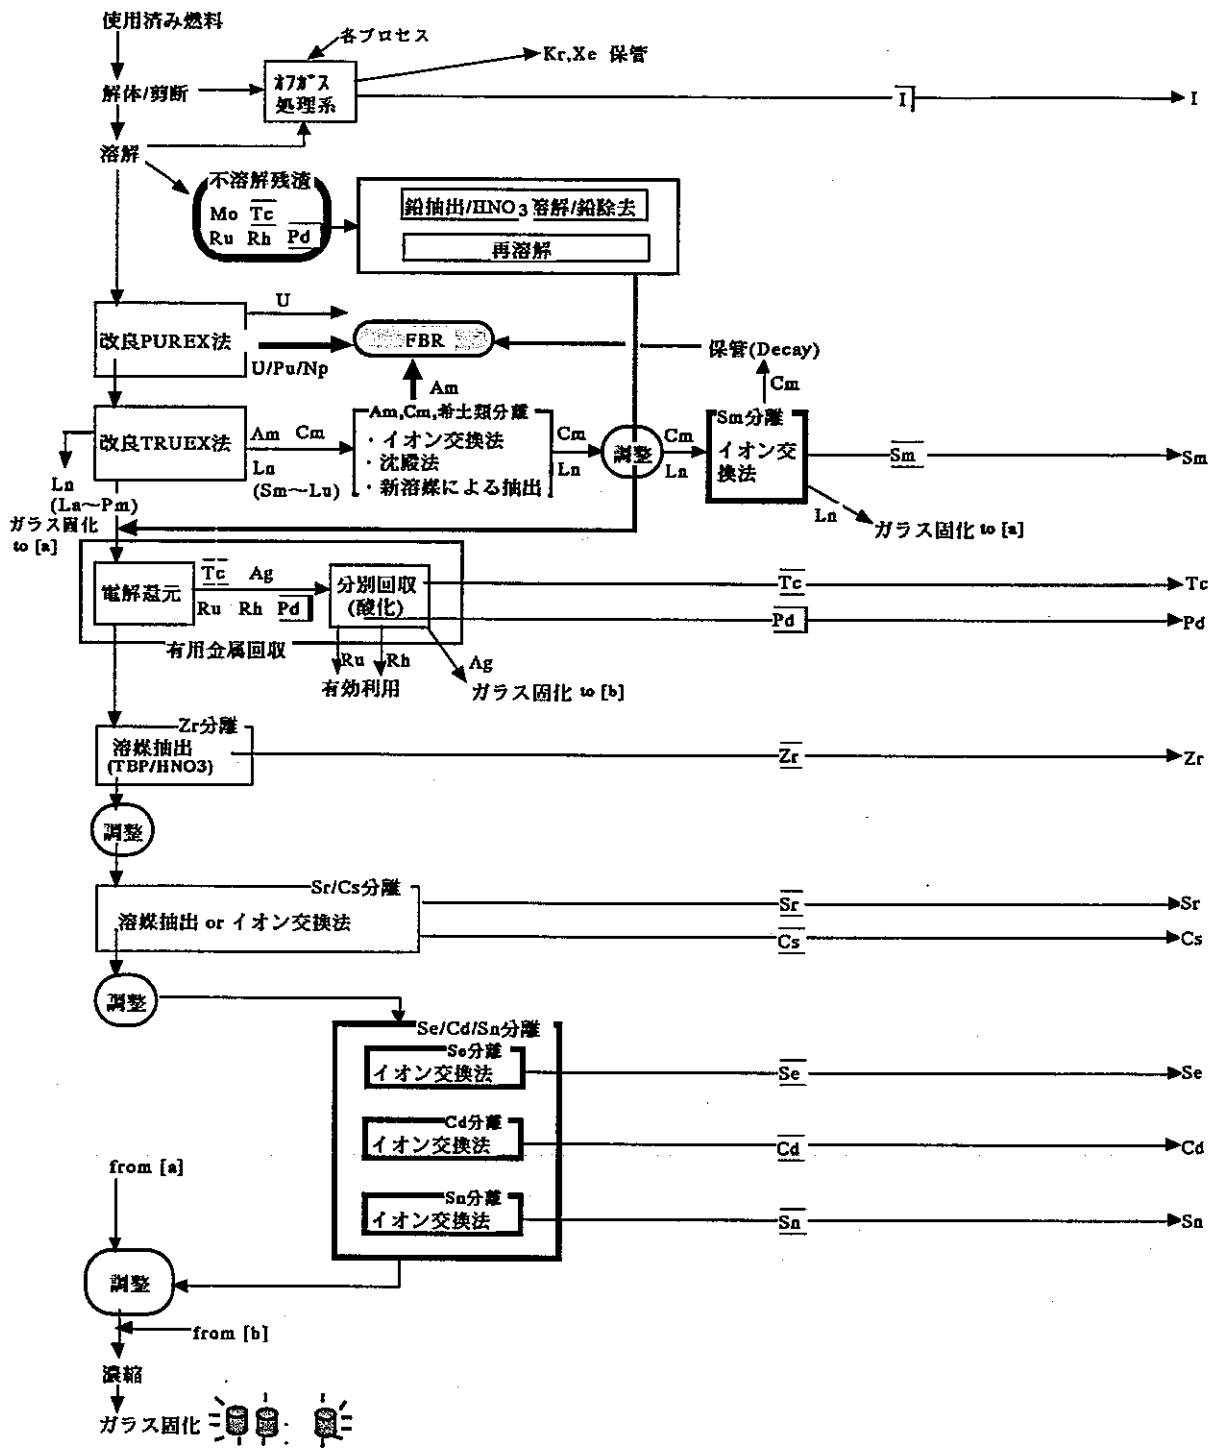 使用済み燃料
各プロセス
Kr,Xe 保管
解体/剪断
オフガス
処理系
I
I
溶解
不溶解残渣
Mo Tc
Ru Rh Pd
鉛抽出/HNO3 溶解/鉛除去
再溶解
U
改良PUREX法
FBR
U/Pu/Np
保管(Decay)
Am
Cm
Am,Cm,希土類分離
Sm分離
改良TRUEX法
Am Cm
・イオン交換法
Cm
調整
Cm
イオン交
換法
Sm
Sm
Ln
(Sm～Lu)
・沈殿法
・新溶媒による抽出
Ln
Ln
Ln
(La～Pm)
Ln
ガラス固化
to [a]
ガラス固化 to [a]
電解還元
Tc Ag
Ru Rh Pd
分別回収
(酸化)
Tc
Tc
Pd
Pd
有用金属回収
Ru Rh
Ag
有効利用
ガラス固化 to [b]
Zr分離
溶媒抽出
(TBP/HNO3)
Zr
Zr
調整
Sr/Cs分離
溶媒抽出 or イオン交換法
Sr
Sr
Cs
Cs
調整
Se/Cd/Sn分離
Se分離
イオン交換法
Se
Se
Cd分離
イオン交換法
Cd
Cd
from [a]
Sn分離
イオン交換法
Sn
Sn
調整
from [b]
濃縮
ガラス固化